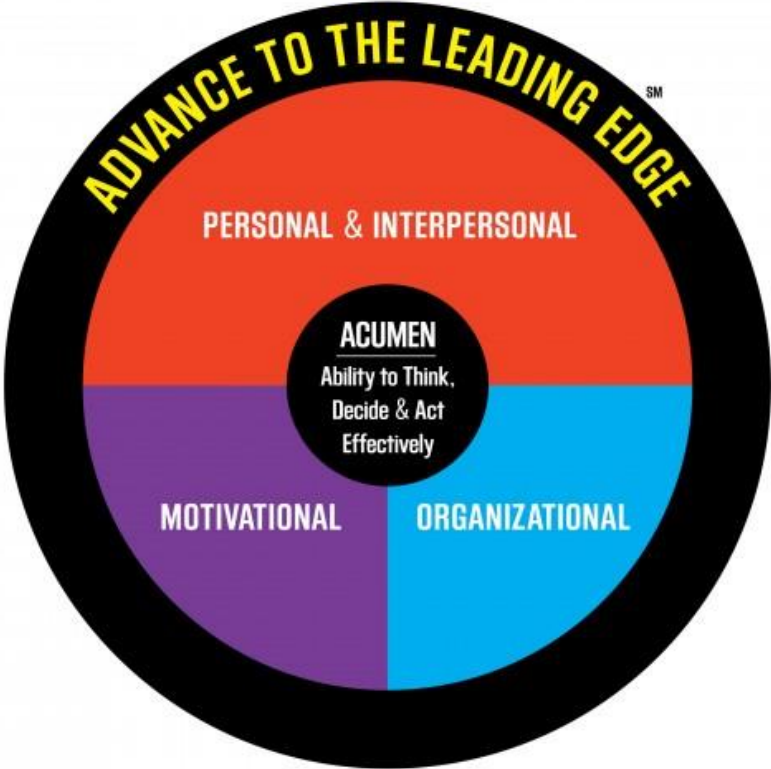 ADVANCE TO THE LEADING EDGE
SM
PERSONAL & INTERPERSONAL
ACUMEN
Ability to Think,
Decide & Act
Effectively
MOTIVATIONAL
ORGANIZATIONAL